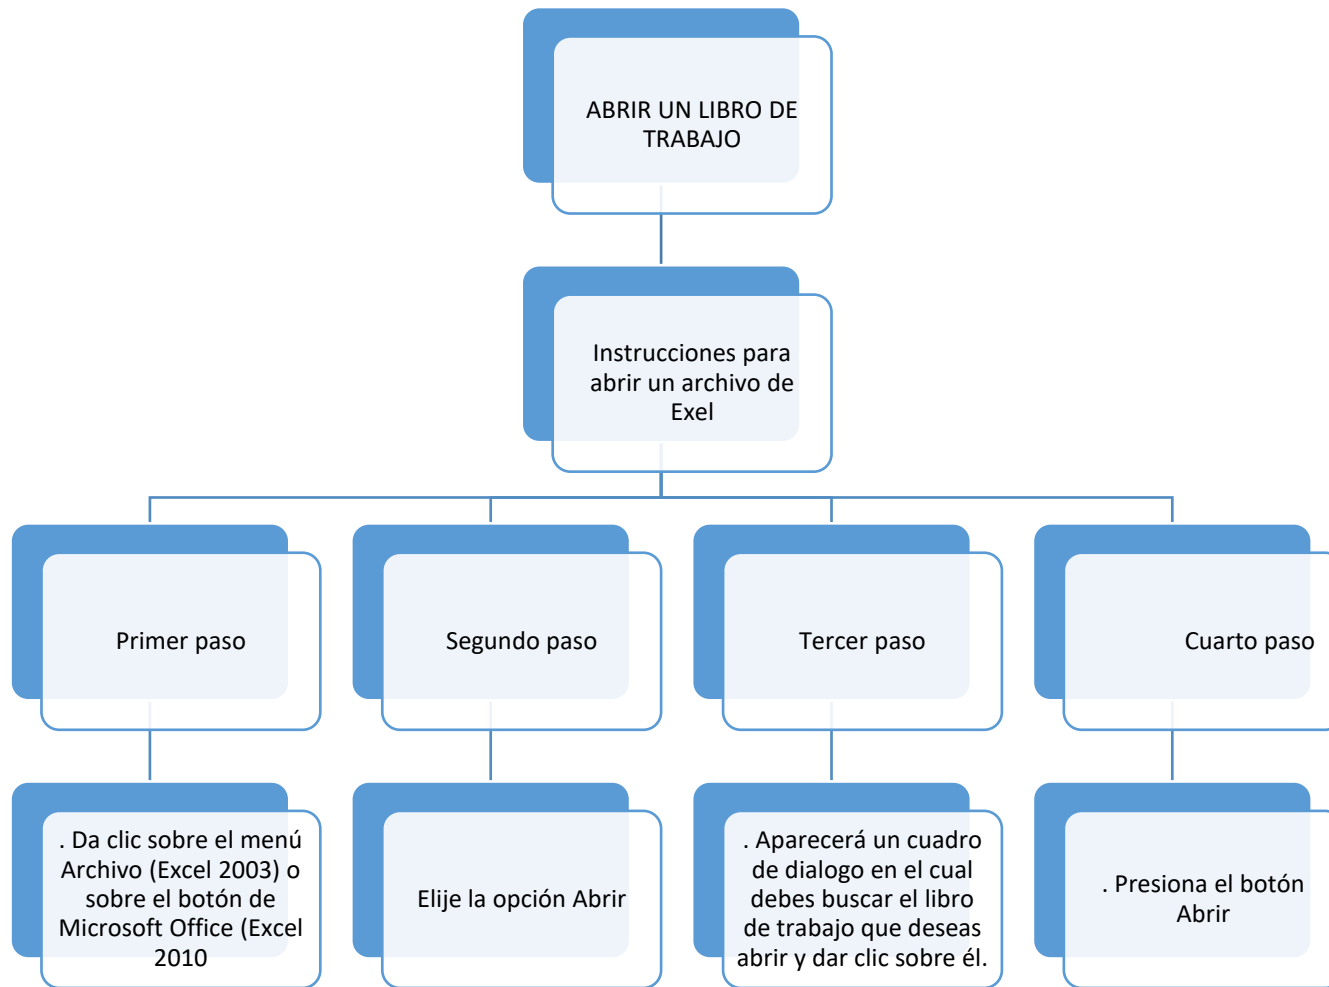 ABRIR UN LIBRO DE
TRABAJO
Instrucciones para
abrir un archivo de
Exel
Primer paso
Segundo paso
Tercer paso
Cuarto paso
. Da clic sobre el menú
Archivo (Excel 2003) o
sobre el botón de
Microsoft Office (Excel
2010
Elije la opción Abrir
. Aparecerá un cuadro
de dialogo en el cual
debes buscar el libro
de trabajo que deseas
abrir y dar clic sobre él.
. Presiona el botón
Abrir